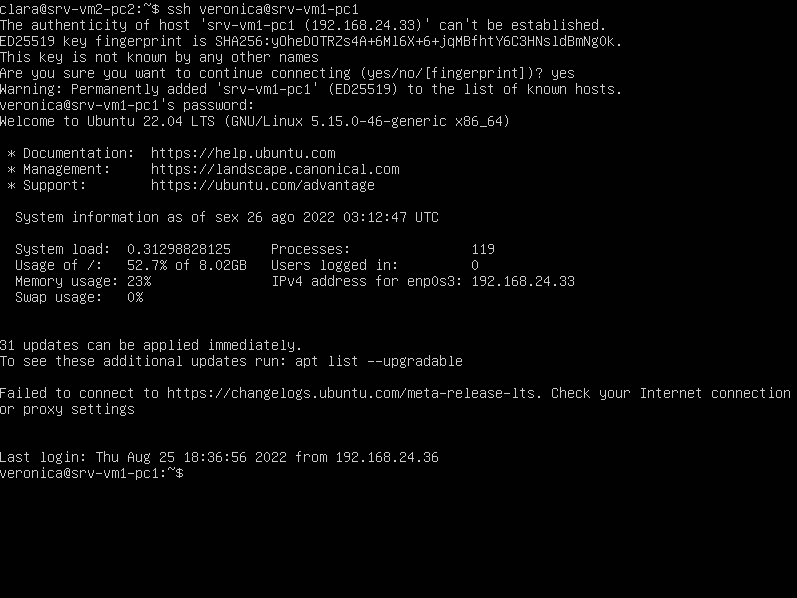 clara@srv-vm2-pc2:~$ ssh veronica@srv-vm1-pc1
The authenticity of host 'srv-vm1-pc1 (192.168.24.33)' can't be established.
ED25519 key fingerprint is SHA256:yOheDOTRZs4A+6Ml6X+6+jqMBfhtY6C3HNsldBmNgOk.
This key is not known by any other names
Are you sure you want to continue connecting (yes/no/[fingerprint])? yes
Warning: Permanently added 'srv-vm1-pc1' (ED25519) to the list of known hosts.
veronica@srv-vm1-pc1's password:
Welcome to Ubuntu 22.04 LTS (GNU/Linux 5.15.0-46-generic x86_64)
* Documentation:  https://help.ubuntu.com
* Management:     https://landscape.canonical.com
* Support:        https://ubuntu.com/advantage
System information as of sex 26 ago 2022 03:12:47 UTC
System load:  0.31298828125     Processes:               119
Usage of /:   52.7% of 8.02GB   Users logged in:         0
Memory usage: 23%               IPv4 address for enp0s3: 192.168.24.33
Swap usage:   0%
31 updates can be applied immediately.
To see these additional updates run: apt list --upgradable
Failed to connect to https://changelogs.ubuntu.com/meta-release-lts. Check your Internet connection
or proxy settings
Last login: Thu Aug 25 18:36:56 2022 from 192.168.24.36
veronica@srv-vm1-pc1:~$